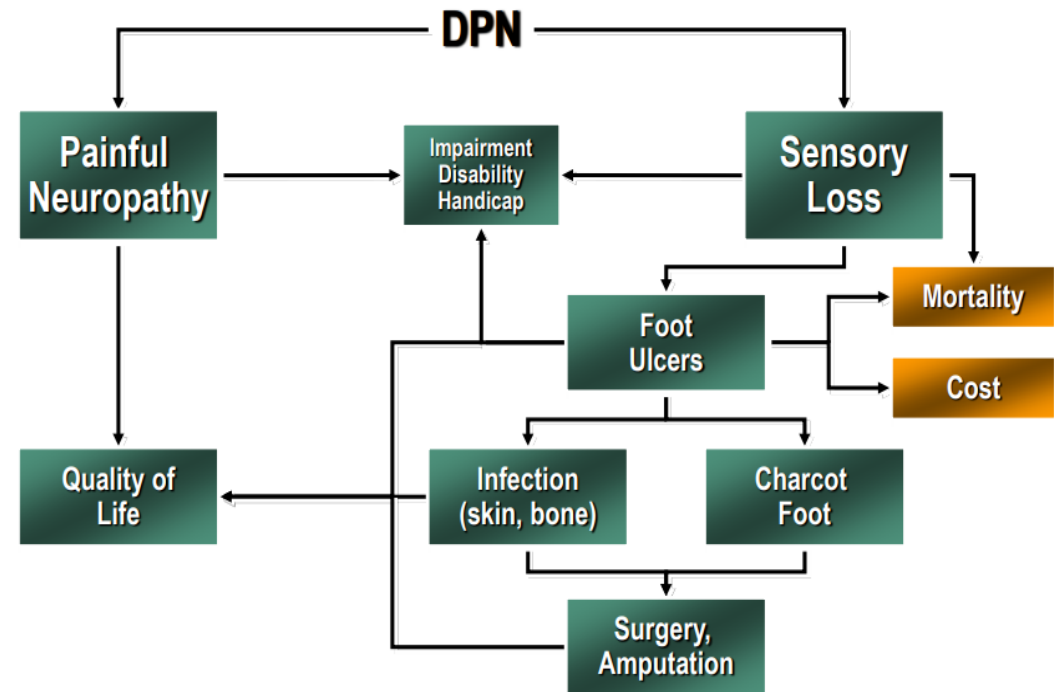 DPN
Painful
Neuropathy
Impairment
Disability
Handicap
Sensory
Loss
Mortality
Foot
Ulcers
Cost
Quality of
Life
Infection
(skin, bone)
Charcot
Foot
Surgery,
Amputation